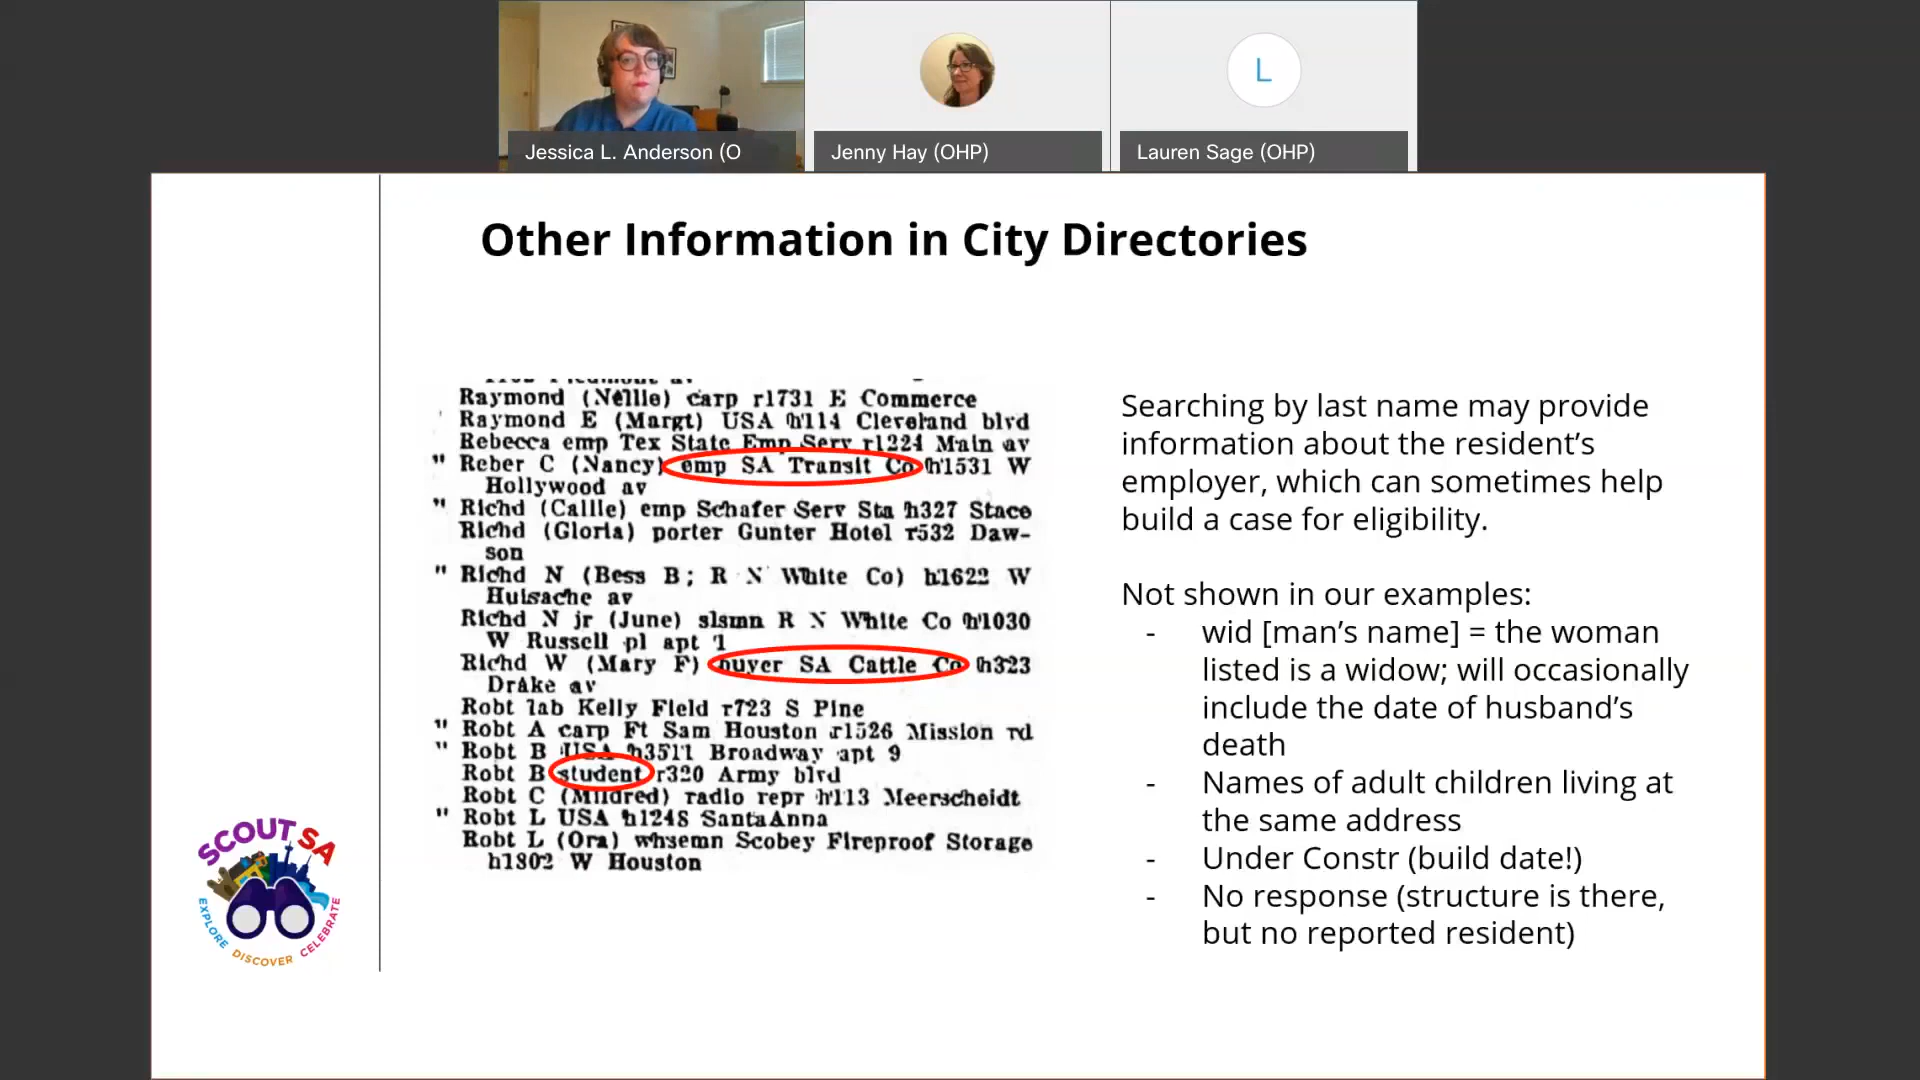 Jessica L. Anderson (O
Jenny Hay (OHP)
L
Lauren Sage (OHP)
Other Information in City Directories
Raymond (Nellie) carp r1731 E Commerce
Raymond E (Margt) USA h114 Cleveland blvd
Rebecca emp Tex State Emp Serv r1224 Main av
" Reber C (Nancy) emp SA Transit Co h1531 W
Hollywood av
" Richd (Callie) emp Schafer Serv Sta h327 Stace
Richd (Gloria) porter Gunter Hotel r532 Daw-
son
" Richd N (Bess B; R N White Co) h1622 W
Huisache av
Richd N jr (June) slsmn R N White Co h1030
W Russell pl apt 1
Richd W (Mary F) buyer SA Cattle Co h323
Drake av
Robt lab Kelly Field r723 S Pine
" Robt A carp Ft Sam Houston r1526 Mission rd
" Robt B USA h3511 Broadway apt 9
Robt B student r320 Army blvd
Robt C (Mildred) radio repr h113 Meerscheidt
" Robt L USA h1248 SantaAnna
Robt L (Ora) whsemn Scobey Fireproof Storage
h1802 W Houston
Searching by last name may provide
information about the resident's
employer, which can sometimes help
build a case for eligibility.
Not shown in our examples:
- wid [man's name] = the woman
listed is a widow; will occasionally
include the date of husband's
death
- Names of adult children living at
the same address
- Under Constr (build date!)
- No response (structure is there,
but no reported resident)
SCOUT SA
EXPLORE DISCOVER CELEBRATE